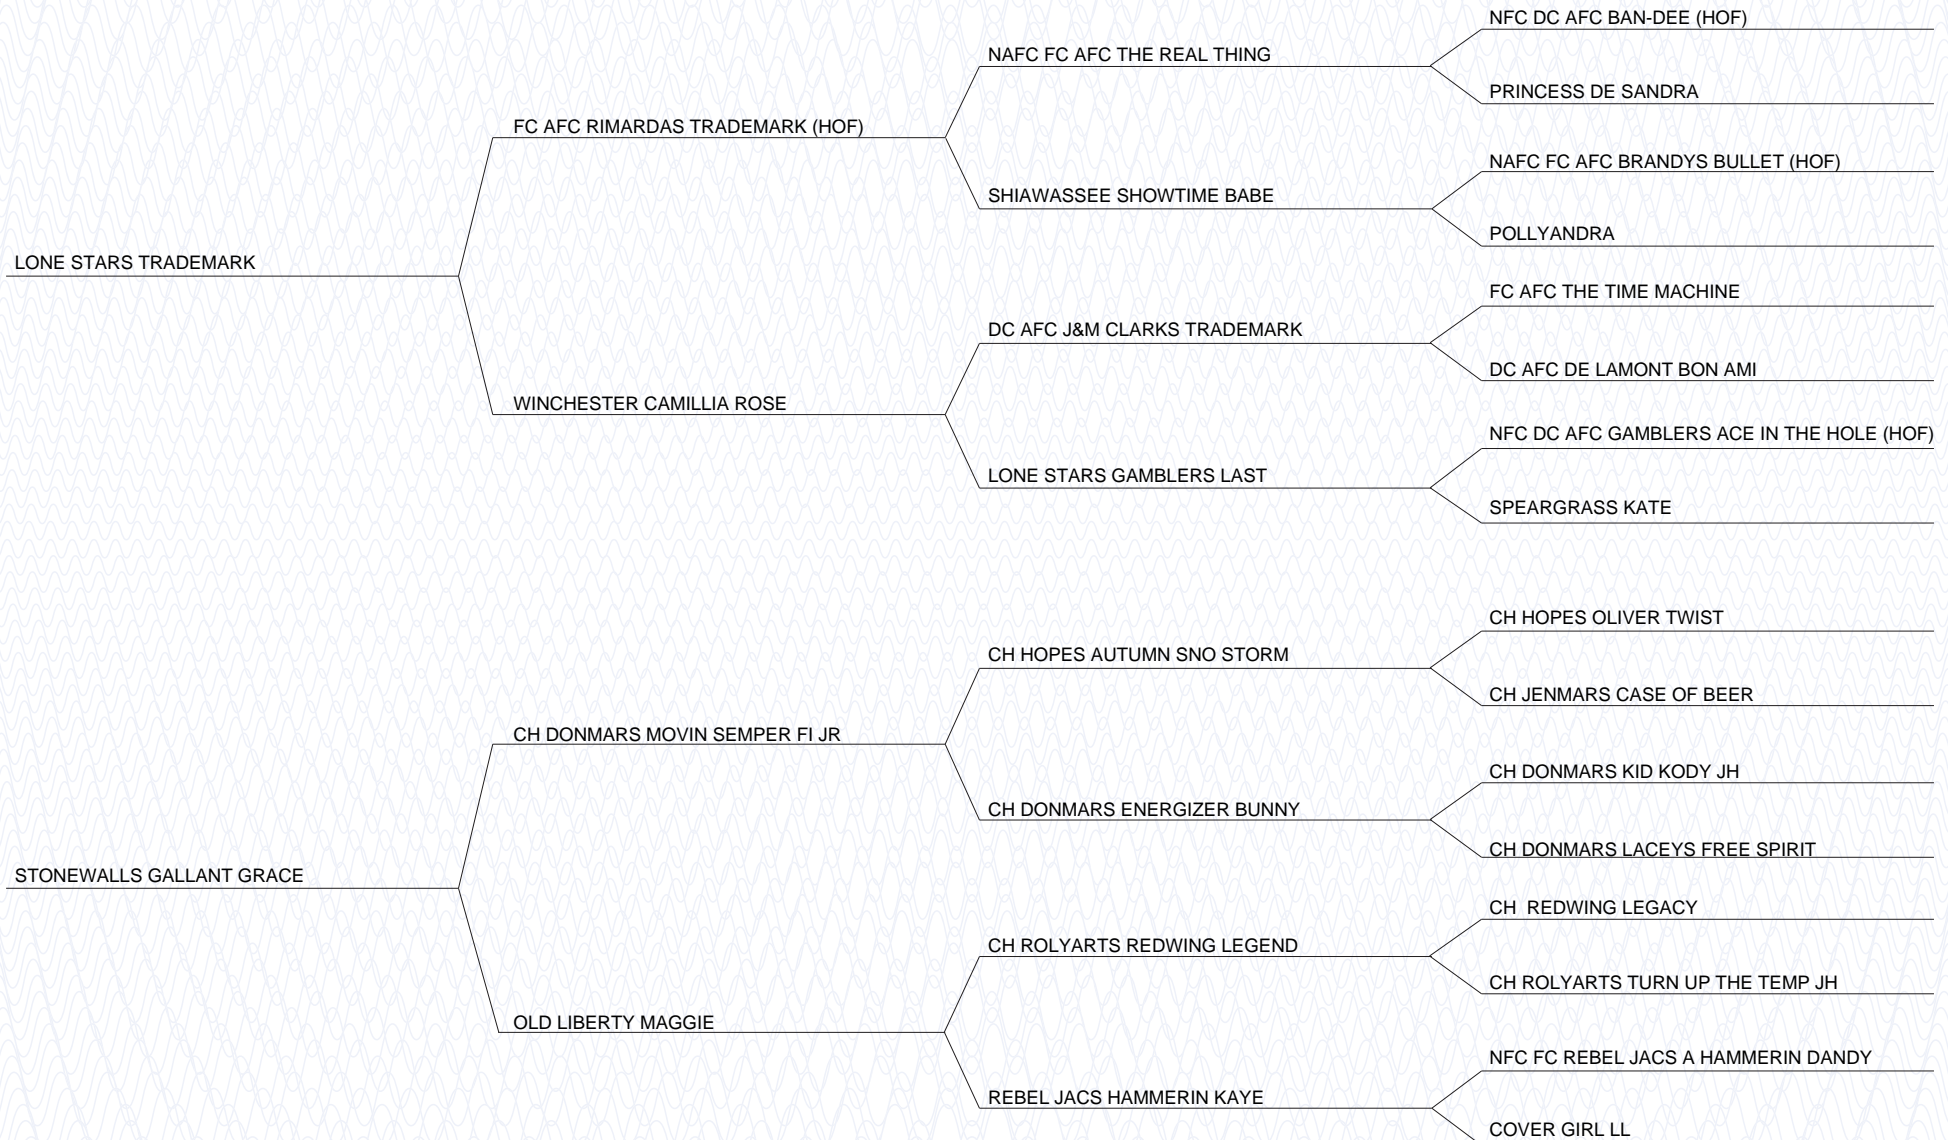 NFC DC AFC BAN-DEE (HOF)
NAFC FC AFC THE REAL THING
PRINCESS DE SANDRA
FC AFC RIMARDAS TRADEMARK (HOF)
NAFC FC AFC BRANDYS BULLET (HOF)
SHIAWASSEE SHOWTIME BABE
POLLYANDRA
LONE STARS TRADEMARK
FC AFC THE TIME MACHINE
DC AFC J&M CLARKS TRADEMARK
DC AFC DE LAMONT BON AMI
WINCHESTER CAMILLIA ROSE
NFC DC AFC GAMBLERS ACE IN THE HOLE (HOF)
LONE STARS GAMBLERS LAST
SPEARGRASS KATE
CH HOPES OLIVER TWIST
CH HOPES AUTUMN SNO STORM
CH JENMARS CASE OF BEER
CH DONMARS MOVIN SEMPER FI JR
CH DONMARS KID KODY JH
CH DONMARS ENERGIZER BUNNY
CH DONMARS LACEYS FREE SPIRIT
STONEWALLS GALLANT GRACE
CH  REDWING LEGACY
CH ROLYARTS REDWING LEGEND
CH ROLYARTS TURN UP THE TEMP JH
OLD LIBERTY MAGGIE
NFC FC REBEL JACS A HAMMERIN DANDY
REBEL JACS HAMMERIN KAYE
COVER GIRL LL